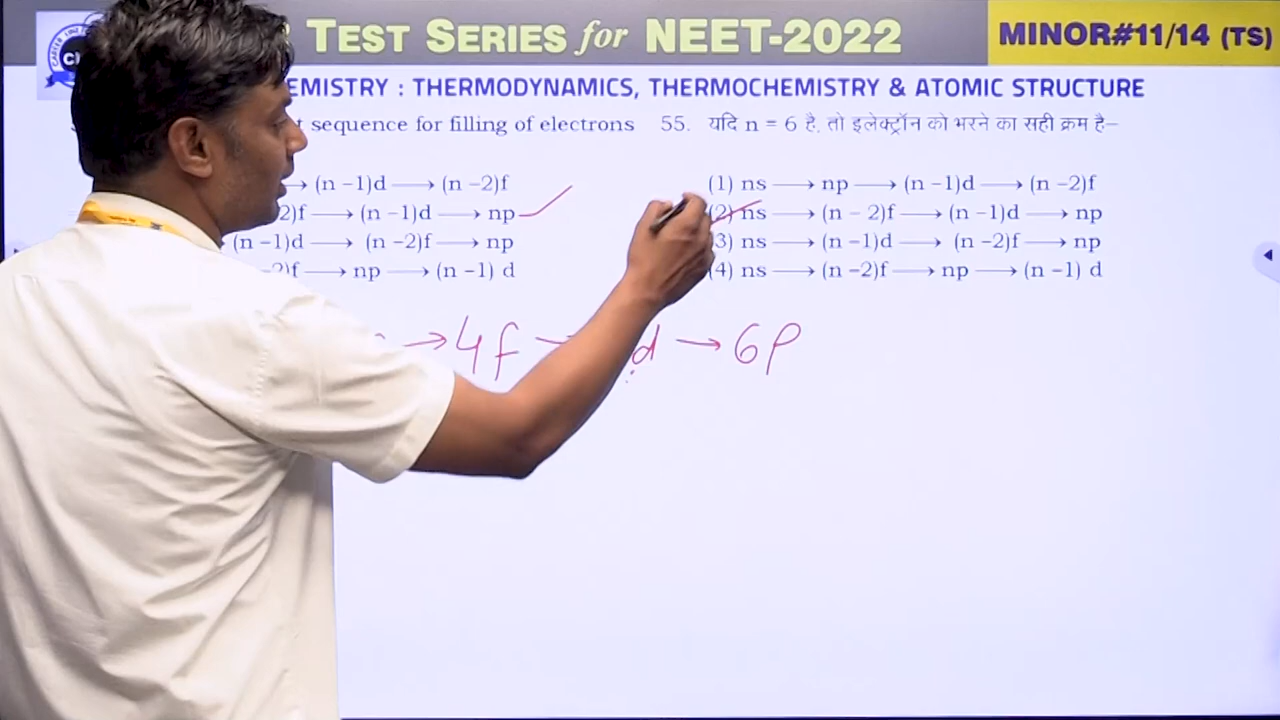 TEST SERIES for NEET-2022
MINOR#11/14 (TS)
EMISTRY : THERMODYNAMICS, THERMOCHEMISTRY & ATOMIC STRUCTURE
t sequence for filling of electrons
⟶ (n –1)d ⟶ (n –2)f
2)f ⟶ (n –1)d ⟶ np
(n –1)d ⟶ (n –2)f ⟶ np
–2)f ⟶ np ⟶ (n –1) d
55. यदि n = 6 है, तो इलेक्ट्रॉन को भरने का सही क्रम है–
(1) ns ⟶ np ⟶ (n –1)d ⟶ (n –2)f
(2) ns ⟶ (n – 2)f ⟶ (n –1)d ⟶ np
(3) ns ⟶ (n –1)d ⟶ (n –2)f ⟶ np
(4) ns ⟶ (n –2)f ⟶ np ⟶ (n –1) d
→ 4f → d → 6p